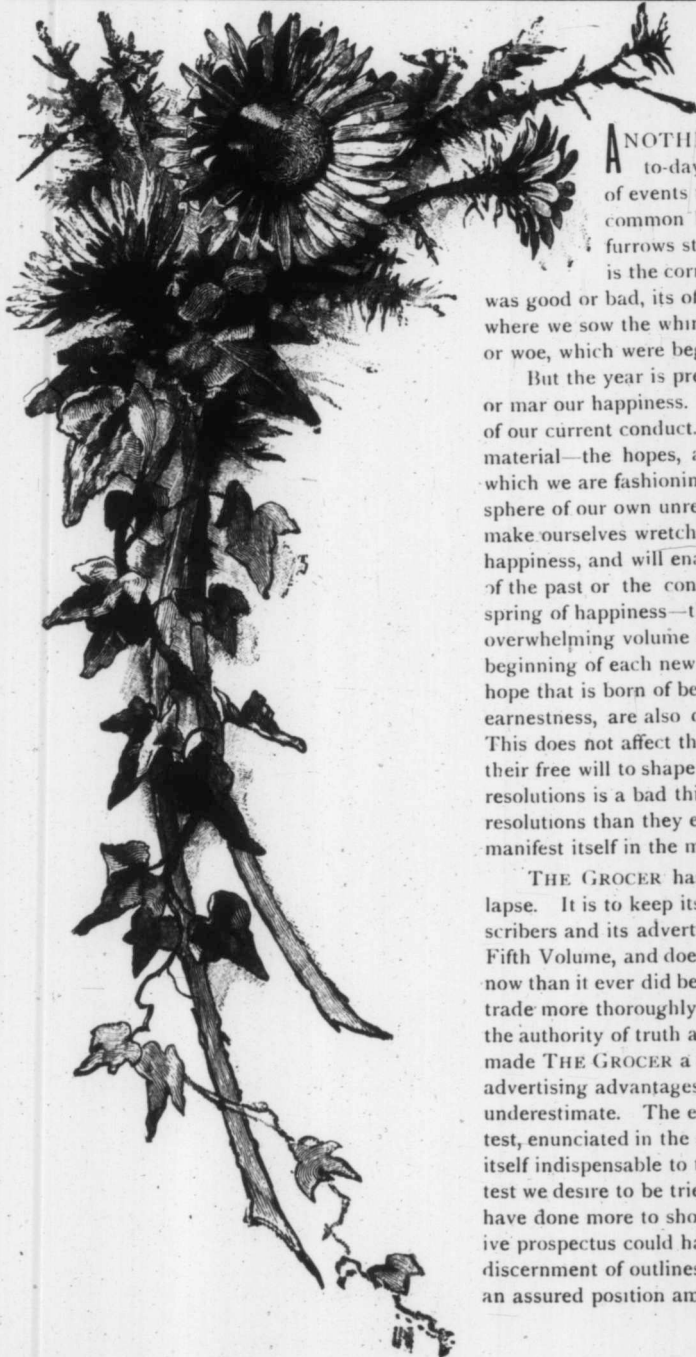 ANOTH
to-day
of events
common
furrows st
is the corr
was good or bad, its of
where we sow the whir
or woe, which were beg
But the year is pre
or mar our happiness.
of our current conduct.
material—the hopes, a
which we are fashionin
sphere of our own unre
make ourselves wretch
happiness, and will ena
of the past or the con
spring of happiness—t
overwhelming volume
beginning of each new
hope that is born of be
earnestness, are also c
This does not affect th
their free will to shape
resolutions is a bad thi
resolutions than they e
manifest itself in the m
THE GROCER ha
lapse. It is to keep its
scribers and its advert
Fifth Volume, and doe
now than it ever did be
trade more thoroughly
the authority of truth a
made THE GROCER a
advertising advantages
underestimate. The e
test, enunciated in the
itself indispensable to t
test we desire to be trie
have done more to sho
ive prospectus could ha
discernment of outlines
an assured position am